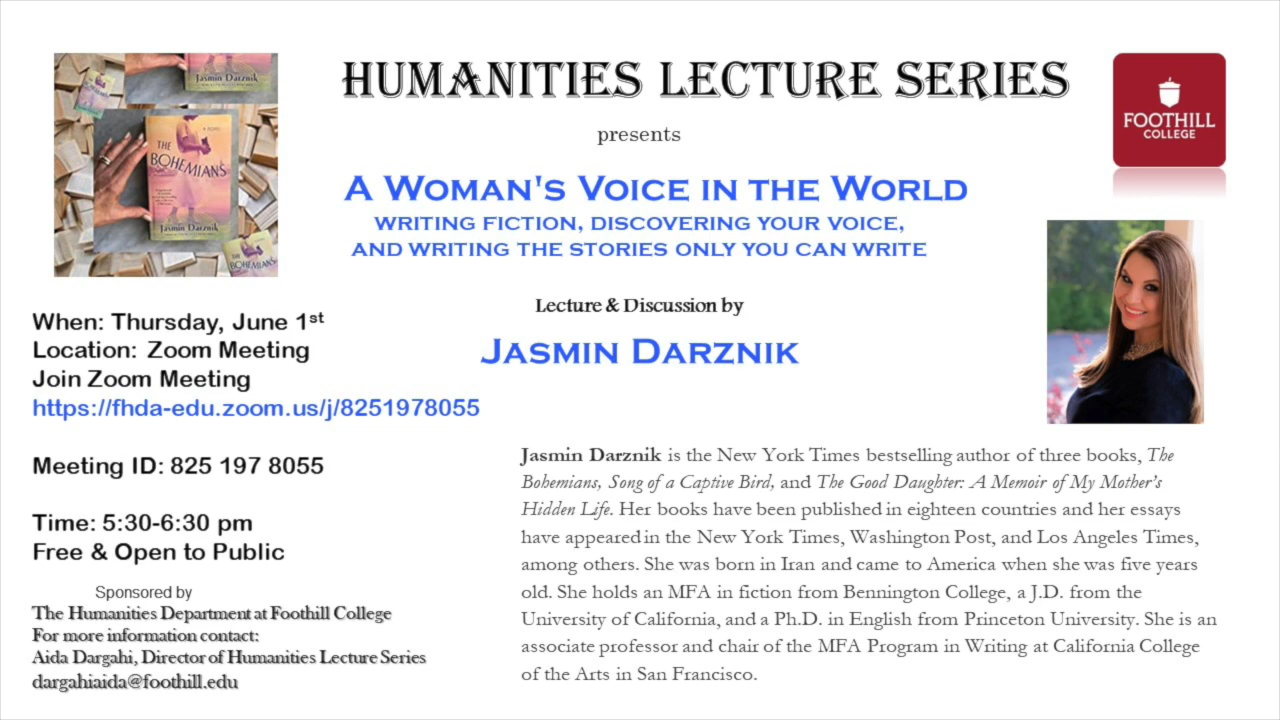 HUMANITIES LECTURE SERIES
presents
A WOMAN'S VOICE IN THE WORLD
WRITING FICTION, DISCOVERING YOUR VOICE,
AND WRITING THE STORIES ONLY YOU CAN WRITE
Lecture & Discussion by
JASMIN DARZNIK
FOOTHILL
COLLEGE
Jasmin Darznik
A NOVEL
THE
BOHEMIANS
Jasmin Darznik
THE
BOHEMIANS
When: Thursday, June 1st
Location: Zoom Meeting
Join Zoom Meeting
https://fhda-edu.zoom.us/j/8251978055
Meeting ID: 825 197 8055
Time: 5:30-6:30 pm
Free & Open to Public
Sponsored by
The Humanities Department at Foothill College
For more information contact:
Aida Dargahi, Director of Humanities Lecture Series
dargahiaida@foothill.edu
Jasmin Darznik is the New York Times bestselling author of three books, The
Bohemians, Song of a Captive Bird, and The Good Daughter: A Memoir of My Mother's
Hidden Life. Her books have been published in eighteen countries and her essays
have appeared in the New York Times, Washington Post, and Los Angeles Times,
among others. She was born in Iran and came to America when she was five years
old. She holds an MFA in fiction from Bennington College, a J.D. from the
University of California, and a Ph.D. in English from Princeton University. She is an
associate professor and chair of the MFA Program in Writing at California College
of the Arts in San Francisco.